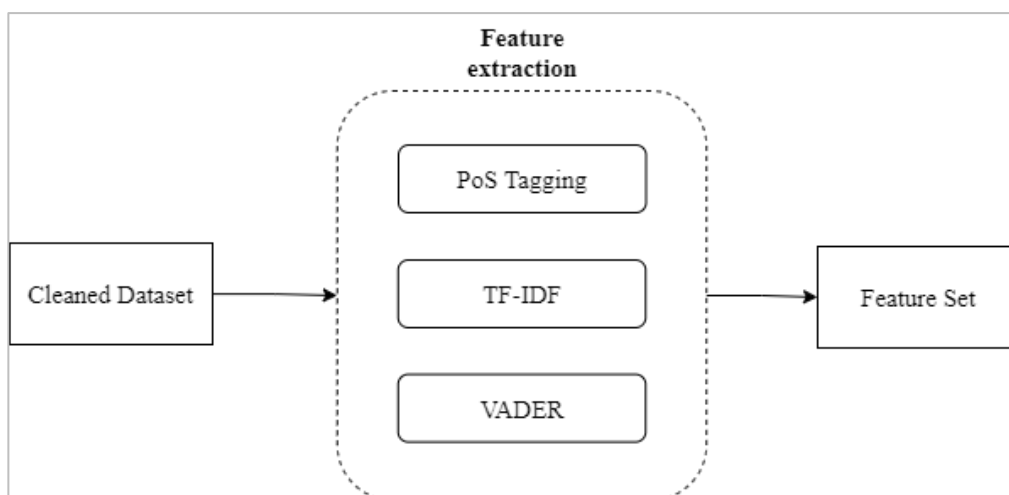 Feature
extraction
PoS Tagging
Cleaned Dataset
TF-IDF
Feature Set
VADER